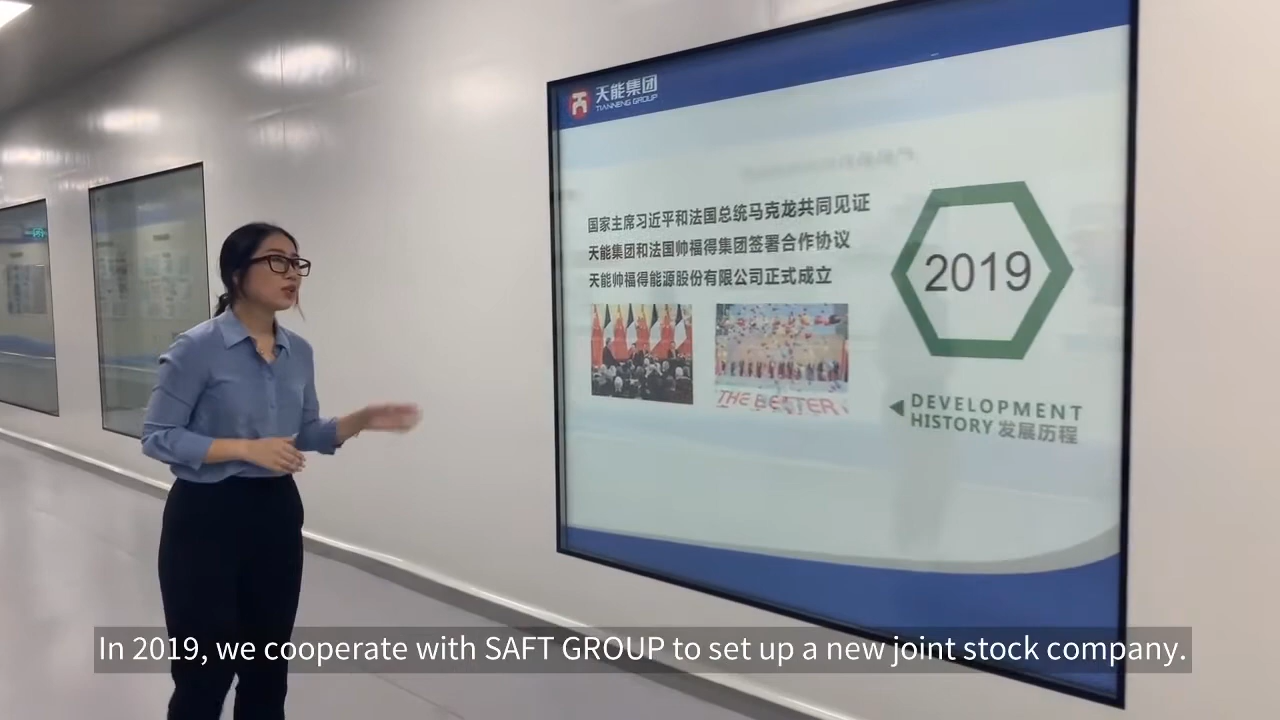 天能集团
TIANNENG GROUP
国家主席习近平和法国总统马克龙共同见证
天能集团和法国帅福得集团签署合作协议
天能帅福得能源股份有限公司正式成立
2019
THE BETTER
DEVELOPMENT
HISTORY 发展历程
In 2019, we cooperate with SAFT GROUP to set up a new joint stock company.